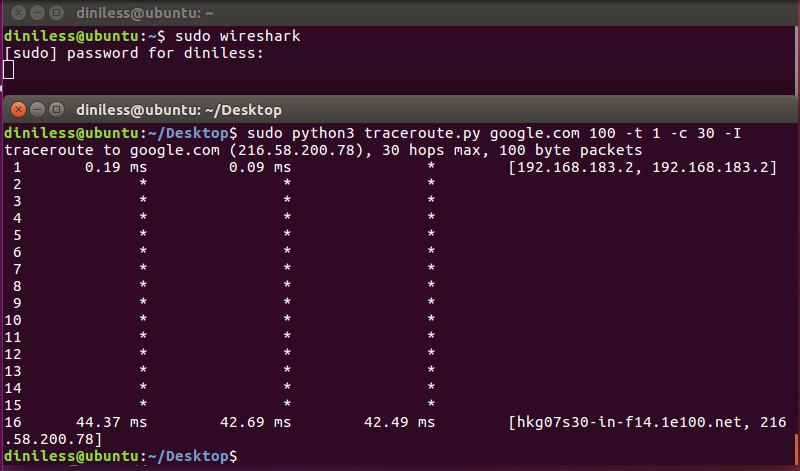 diniless@ubuntu: ~
diniless@ubuntu:~$ sudo wireshark
[sudo] password for diniless:
diniless@ubuntu: ~/Desktop
diniless@ubuntu:~/Desktop$ sudo python3 traceroute.py google.com 100 -t 1 -c 30 -I
traceroute to google.com (216.58.200.78), 30 hops max, 100 byte packets
1 0.19 ms 0.09 ms * [192.168.183.2, 192.168.183.2]
2 * * *
3 * * *
4 * * *
5 * * *
6 * * *
7 * * *
8 * * *
9 * * *
10 * * *
11 * * *
12 * * *
13 * * *
14 * * *
15 * * *
16 44.37 ms 42.69 ms 42.49 ms [hkg07s30-in-f14.1e100.net, 216
.58.200.78]
diniless@ubuntu:~/Desktop$